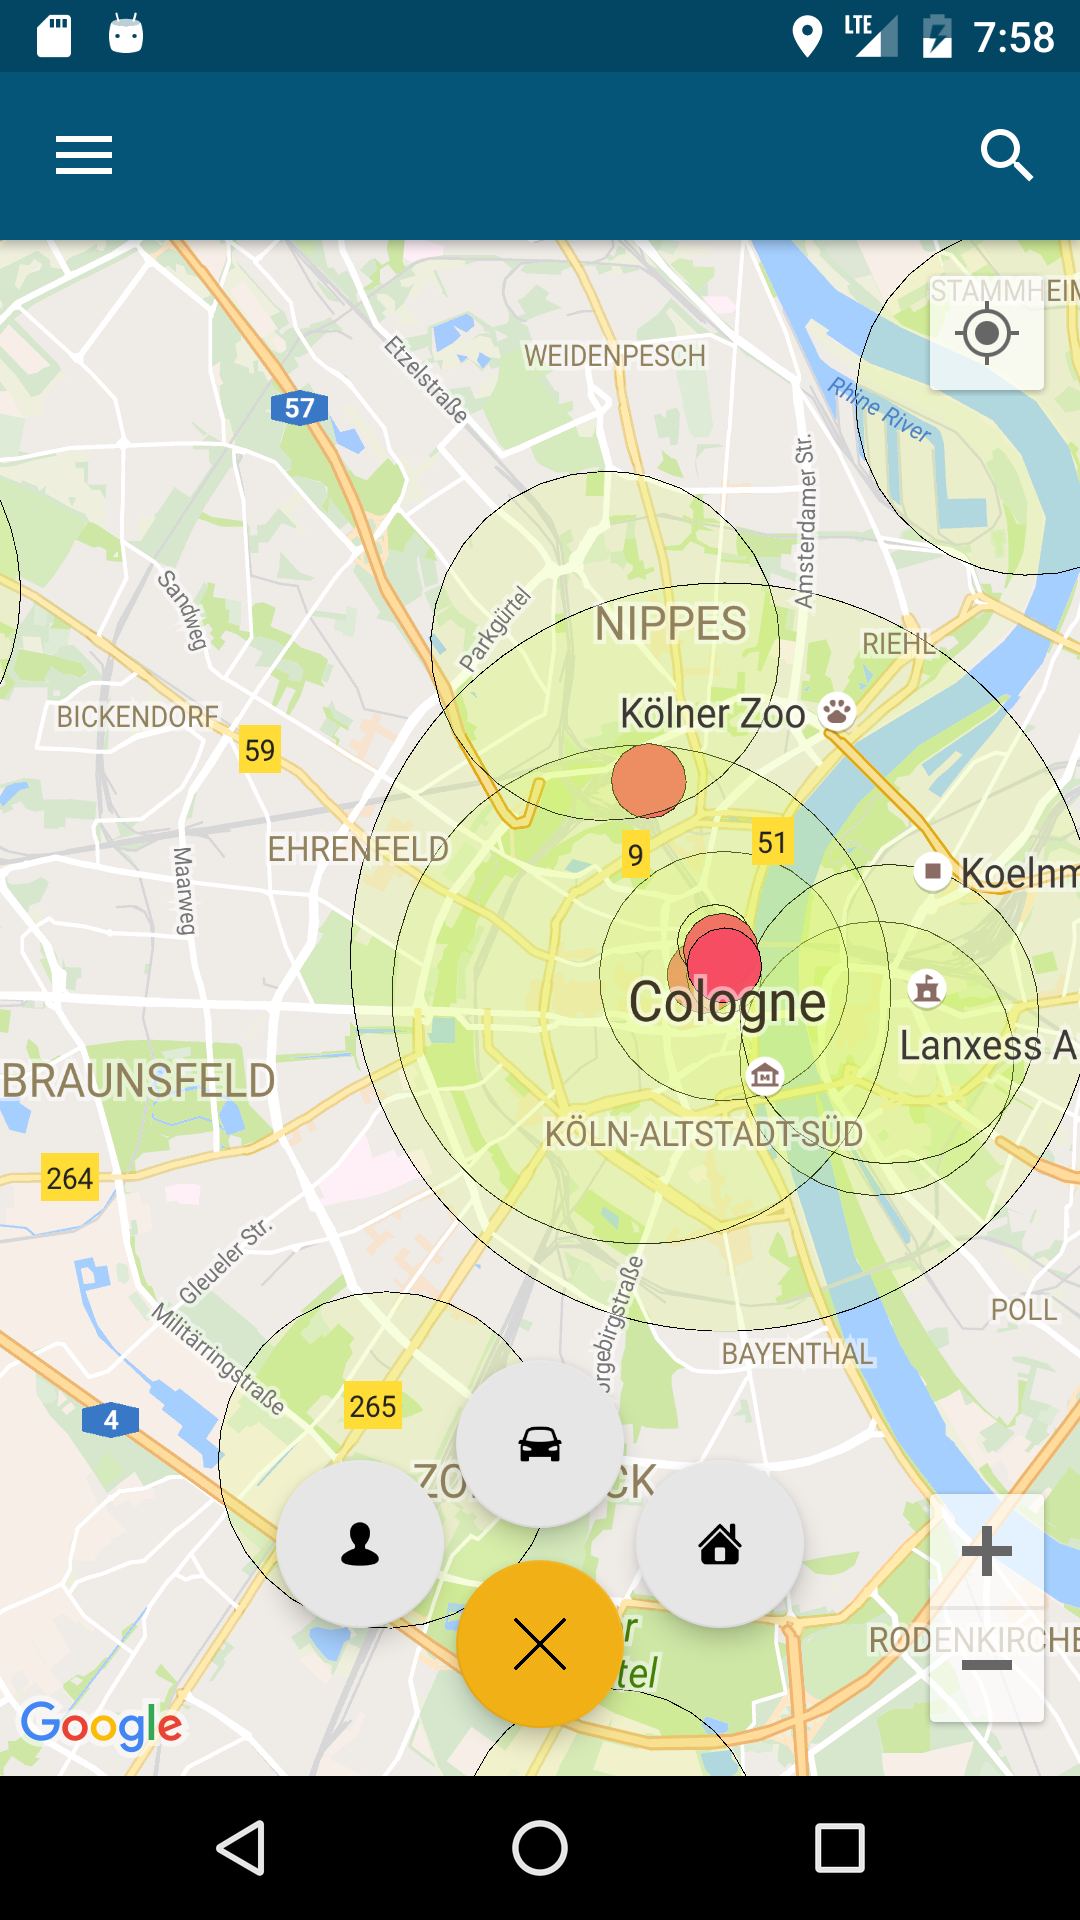 LTE 7:58
STAMMHEIM
WEIDENPESCH
Etzelstraße
57
Rhine River
Amsterdamer Str.
Sandweg
Parkgürtel
NIPPES
RIEHL
BICKENDORF
Kölner Zoo
59
EHRENFELD
9
51
Koelnm
Maarweg
Cologne
Lanxess A
BRAUNSFELD
KÖLN-ALTSTADT-SÜD
264
Gleueler Str.
Militärringstraße
orgebirgstraße
POLL
BAYENTHAL
265
4
ZO
CK
RODENKIRCHE
r
tel
Google